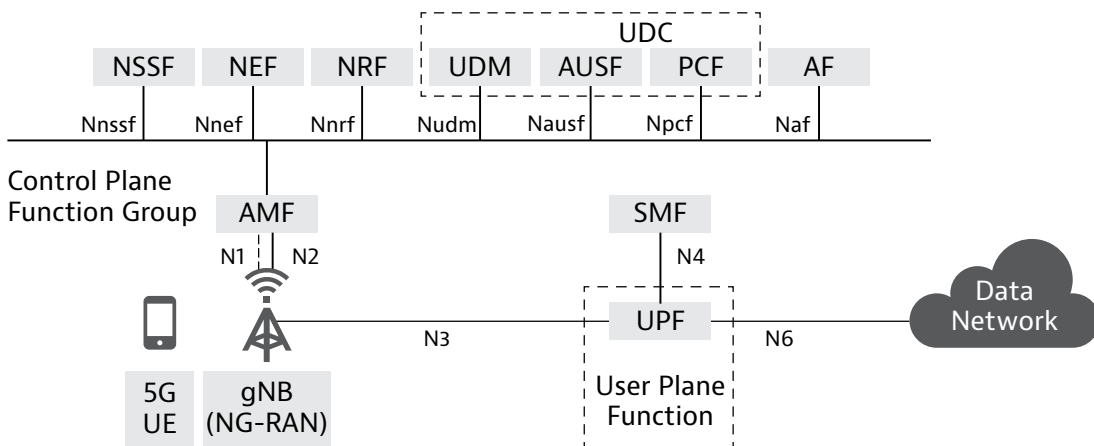 UDC
NSSF
NEF
NRF
UDM
AUSF
PCF
AF
Nnssf
Nnef
Nnrf
Nudm
Nausf
Npcf
Naf
Control Plane
Function Group
AMF
SMF
N1
N2
N4
Data
Network
UPF
N3
N6
5G
UE
gNB
(NG-RAN)
User Plane
Function